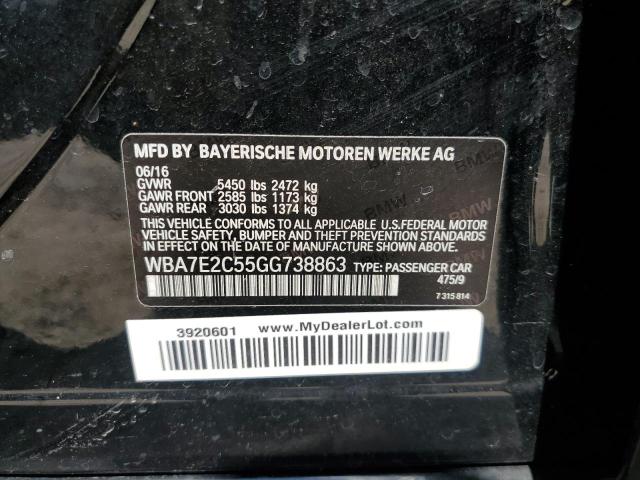 MFD BY BAYERISCHE MOTOREN WERKE AG
06/16
GVWR 5450 lbs 2472 kg
GAWR FRONT 2585 lbs 1173 kg
GAWR REAR 3030 lbs 1374 kg
THIS VEHICLE CONFORMS TO ALL APPLICABLE U.S.FEDERAL MOTOR
VEHICLE SAFETY, BUMPER, AND THEFT PREVENTION STANDARDS
IN EFFECT ON THE DATE OF MANUFACTURE SHOWN ABOVE.
WBA7E2C55GG738863 TYPE: PASSENGER CAR
475/9
7 315 814
3920601 www.MyDealerLot.com